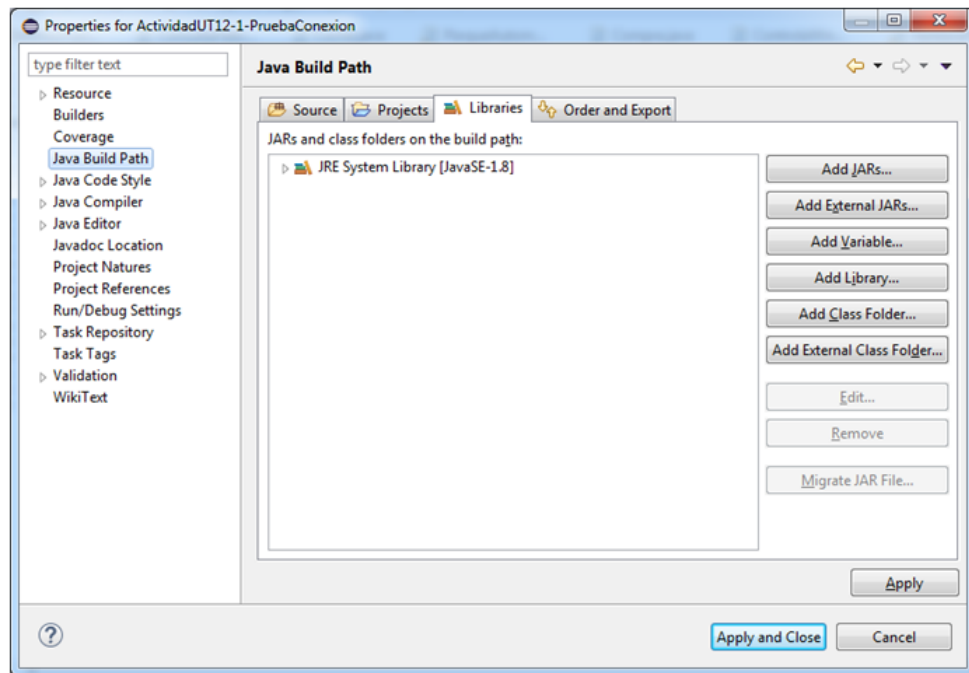 Properties for ActividadUT12-1-PruebaConexion
type filter text
Resource
Builders
Coverage
Java Build Path
Java Code Style
Java Compiler
Java Editor
Javadoc Location
Project Natures
Project References
Run/Debug Settings
Task Repository
Task Tags
Validation
WikiText
Java Build Path
Source Projects Libraries Order and Export
JARs and class folders on the build path:
JRE System Library [JavaSE-1.8]
Add JARs...
Add External JARs...
Add Variable...
Add Library...
Add Class Folder...
Add External Class Folder...
Edit...
Remove
Migrate JAR File...
Apply
Apply and Close Cancel